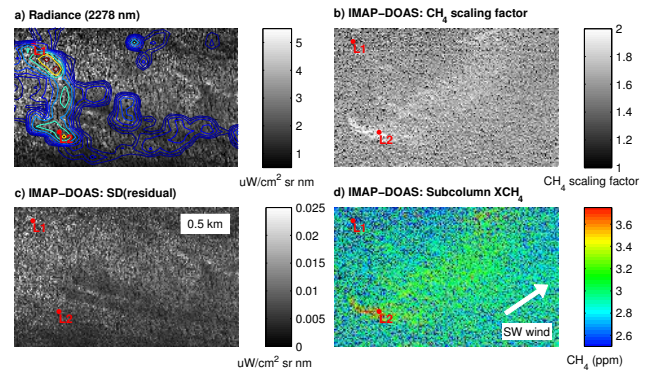 a) Radiance (2278 nm)
L1
L2
5
4
3
2
1
uW/cm² sr nm
b) IMAP−DOAS: CH₄ scaling factor
L1
L2
2
1.8
1.6
1.4
1.2
1
CH₄ scaling factor
c) IMAP−DOAS: SD(residual)
L1
L2
0.5 km
0.025
0.02
0.015
0.01
0.005
0
uW/cm² sr nm
d) IMAP−DOAS: Subcolumn XCH₄
L1
L2
SW wind
3.6
3.4
3.2
3
2.8
2.6
CH₄ (ppm)